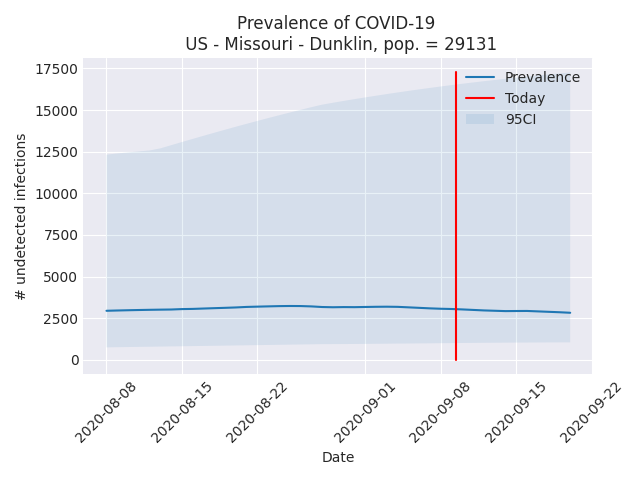 Prevalence of COVID-19
US - Missouri - Dunklin, pop. = 29131
17500
15000
12500
10000
7500
5000
2500
0
# undetected infections
Prevalence
Today
95CI
2020-08-08
2020-08-15
2020-08-22
2020-09-01
2020-09-08
2020-09-15
2020-09-22
Date